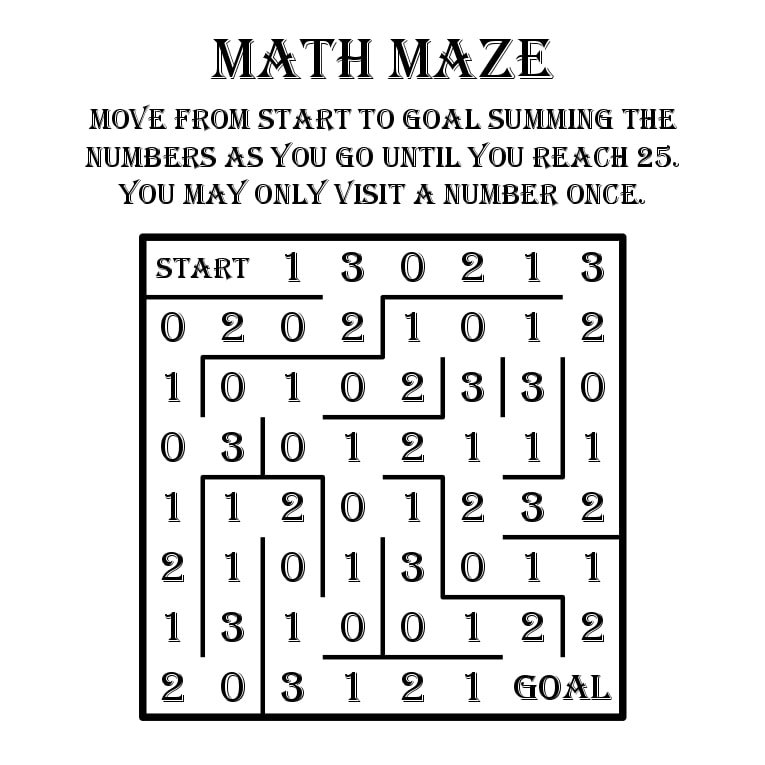 MATH MAZE
MOVE FROM START TO GOAL SUMMING THE
NUMBERS AS YOU GO UNTIL YOU REACH 25.
YOU MAY ONLY VISIT A NUMBER ONCE.
START 1 3 0 2 1 3
0 2 0 2 1 0 1 2
1 0 1 0 2 3 3 0
0 3 0 1 2 1 1 1
1 1 2 0 1 2 3 2
2 1 0 1 3 0 1 1
1 3 1 0 0 1 2 2
2 0 3 1 2 1 GOAL